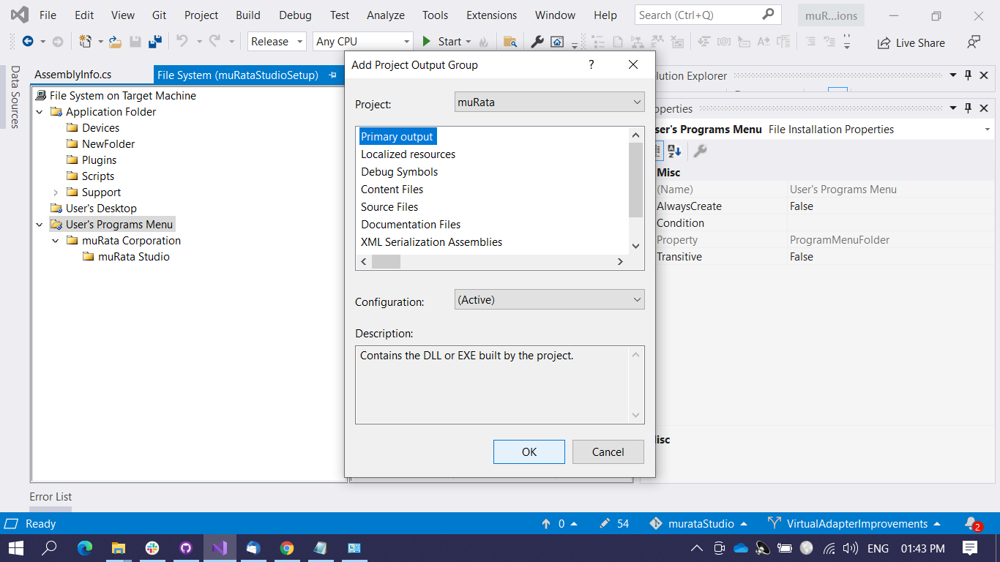 File Edit View Git Project Build Debug Test Analyze Tools Extensions Window Help Search (Ctrl+Q) muR...ions
Release Any CPU Start Live Share
Data Sources
AssemblyInfo.cs File System (muRataStudioSetup)
File System on Target Machine
Application Folder
Devices
NewFolder
Plugins
Scripts
Support
User's Desktop
User's Programs Menu
muRata Corporation
muRata Studio
Add Project Output Group ?
Project: muRata
Primary output
Localized resources
Debug Symbols
Content Files
Source Files
Documentation Files
XML Serialization Assemblies
Configuration: (Active)
Description:
Contains the DLL or EXE built by the project.
OK Cancel
lution Explorer
operties
ser's Programs Menu File Installation Properties
Misc
(Name) User's Programs Menu
AlwaysCreate False
Condition
Property ProgramMenuFolder
Transitive False
isc
Error List
Ready 0 54 murataStudio VirtualAdapterImprovements 2
ENG 01:43 PM